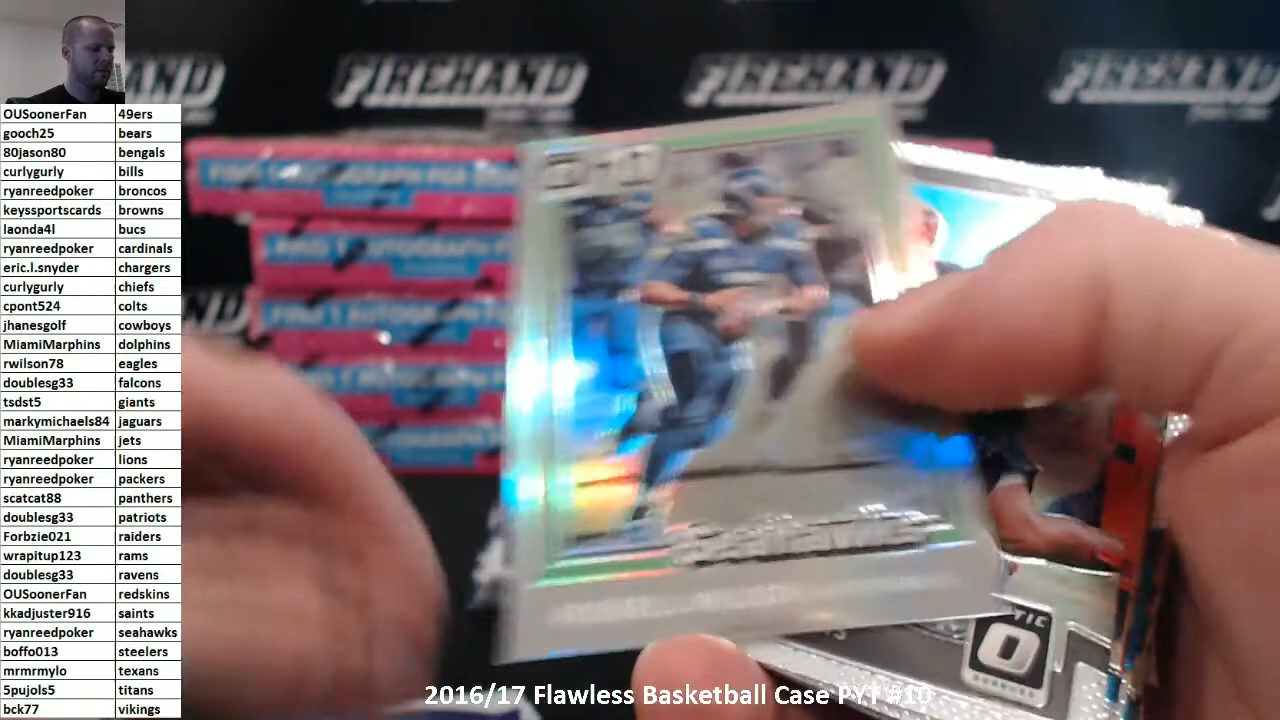 FIREHAND FIREHAND FIREHAND
OUSoonerFan 49ers
gooch25 bears
80jason80 bengals
curlygurly bills
ryanreedpoker broncos
keyssportscards browns
laonda4l bucs
ryanreedpoker cardinals
eric.l.snyder chargers
curlygurly chiefs
cpont524 colts
jhanesgolf cowboys
MiamiMarphins dolphins
rwilson78 eagles
doublesg33 falcons
tsdst5 giants
markymichaels84 jaguars
MiamiMarphins jets
ryanreedpoker lions
ryanreedpoker packers
scatcat88 panthers
doublesg33 patriots
Forbzie021 raiders
wrapitup123 rams
doublesg33 ravens
OUSoonerFan redskins
kkadjuster916 saints
ryanreedpoker seahawks
boffo013 steelers
mrmrmylo texans
5pujols5 titans
bck77 vikings
Seahawks
TIC
O
2016/17 Flawless Basketball Case PYT #10